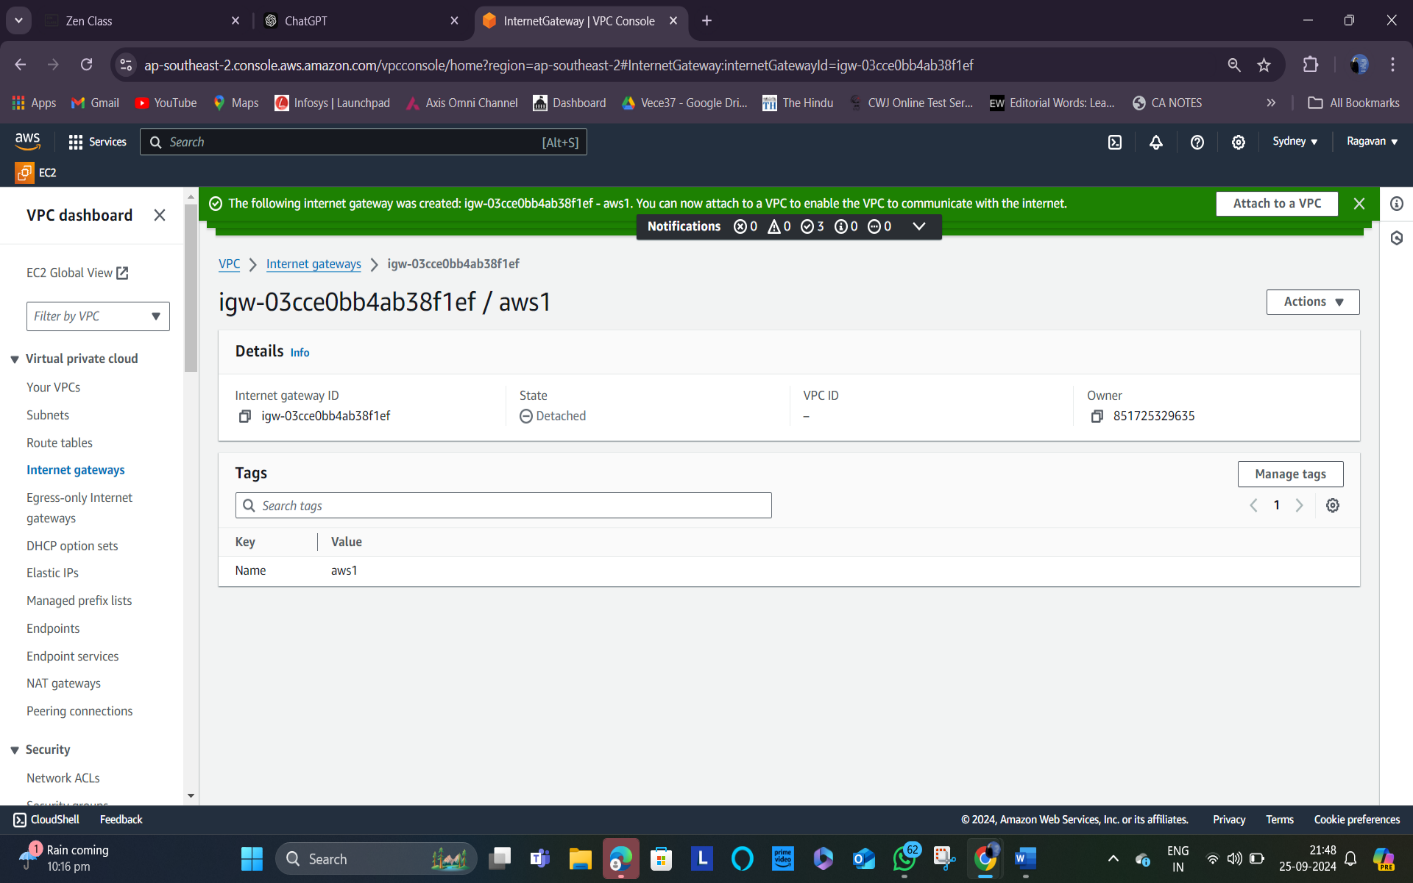 Zen Class
ChatGPT
InternetGateway | VPC Console
ap-southeast-2.console.aws.amazon.com/vpcconsole/home?region=ap-southeast-2#InternetGateway:internetGatewayId=igw-03cce0bb4ab38f1ef
Apps Gmail YouTube Maps Infosys | Launchpad Axis Omni Channel Dashboard Vece37 - Google Dri... The Hindu CWJ Online Test Ser... EW Editorial Words: Lea... CA NOTES » All Bookmarks
aws Services Search [Alt+S] Sydney Ragavan
EC2
VPC dashboard
EC2 Global View
Filter by VPC
Virtual private cloud
Your VPCs
Subnets
Route tables
Internet gateways
Egress-only Internet
gateways
DHCP option sets
Elastic IPs
Managed prefix lists
Endpoints
Endpoint services
NAT gateways
Peering connections
Security
Network ACLs
Security groups
The following internet gateway was created: igw-03cce0bb4ab38f1ef - aws1. You can now attach to a VPC to enable the VPC to communicate with the internet.
Attach to a VPC
Notifications 0 0 3 0 0
VPC > Internet gateways > igw-03cce0bb4ab38f1ef
igw-03cce0bb4ab38f1ef / aws1
Actions
Details Info
Internet gateway ID
igw-03cce0bb4ab38f1ef
State
Detached
VPC ID
–
Owner
851725329635
Tags
Manage tags
Search tags
1
Key Value
Name aws1
CloudShell Feedback
© 2024, Amazon Web Services, Inc. or its affiliates. Privacy Terms Cookie preferences
1
Rain coming
10:16 pm
Search
L
prime video
62
W
ENG
IN
21:48
25-09-2024
PRE